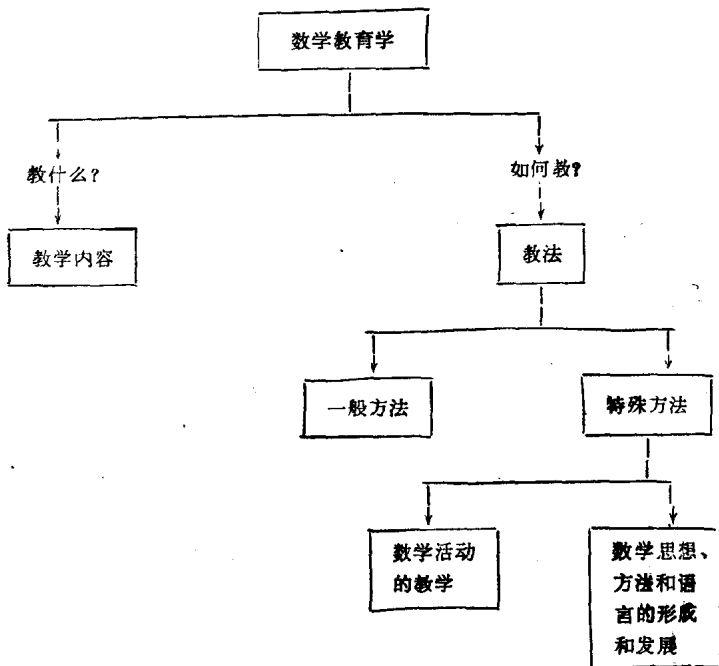 数学教育学
教什么?
如何教?
教学内容
教法
一般方法
特殊方法
数学活动
的教学
数学思想、
方法和语
言的形成
和发展